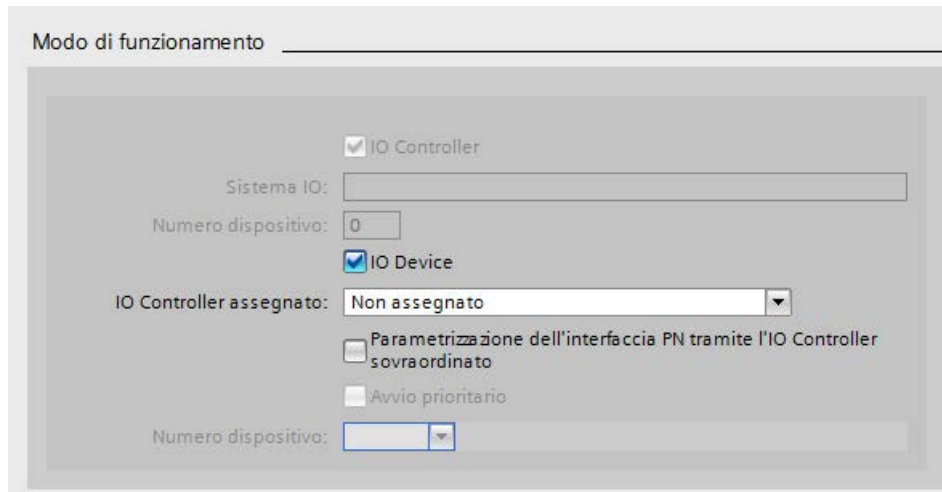 Modo di funzionamento
IO Controller
Sistema IO:
Numero dispositivo: 0
IO Device
IO Controller assegnato: Non assegnato
Parametrizzazione dell'interfaccia PN tramite l'IO Controller
sovraordinato
Avvio prioritario
Numero dispositivo: